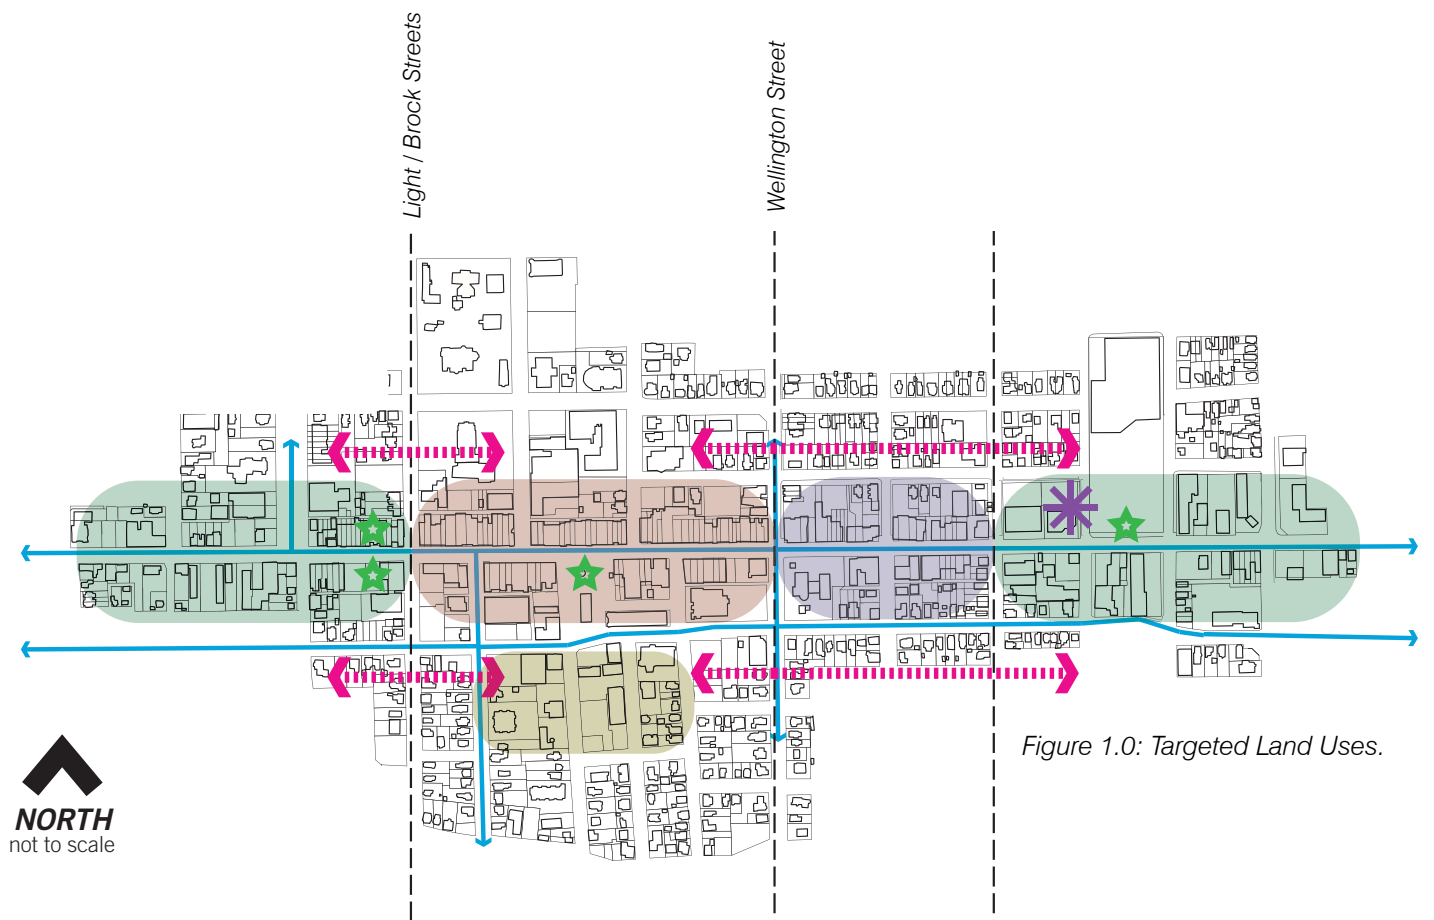 Light / Brock Streets
Wellington Street
Figure 1.0: Targeted Land Uses.
NORTH
not to scale